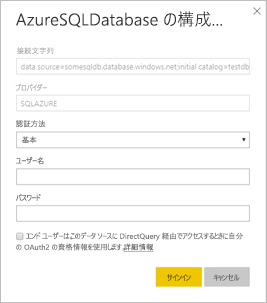 AzureSQLDatabase の構成...
接続文字列
data source=somesqldb.database.windows.net;initial catalog=testdb
プロバイダー
SQLAZURE
認証方法
基本
ユーザー名
パスワード
エンド ユーザーはこのデータ ソースに DirectQuery 経由でアクセスするときに自分
の OAuth2 の資格情報を使用します。詳細情報
サインイン
キャンセル